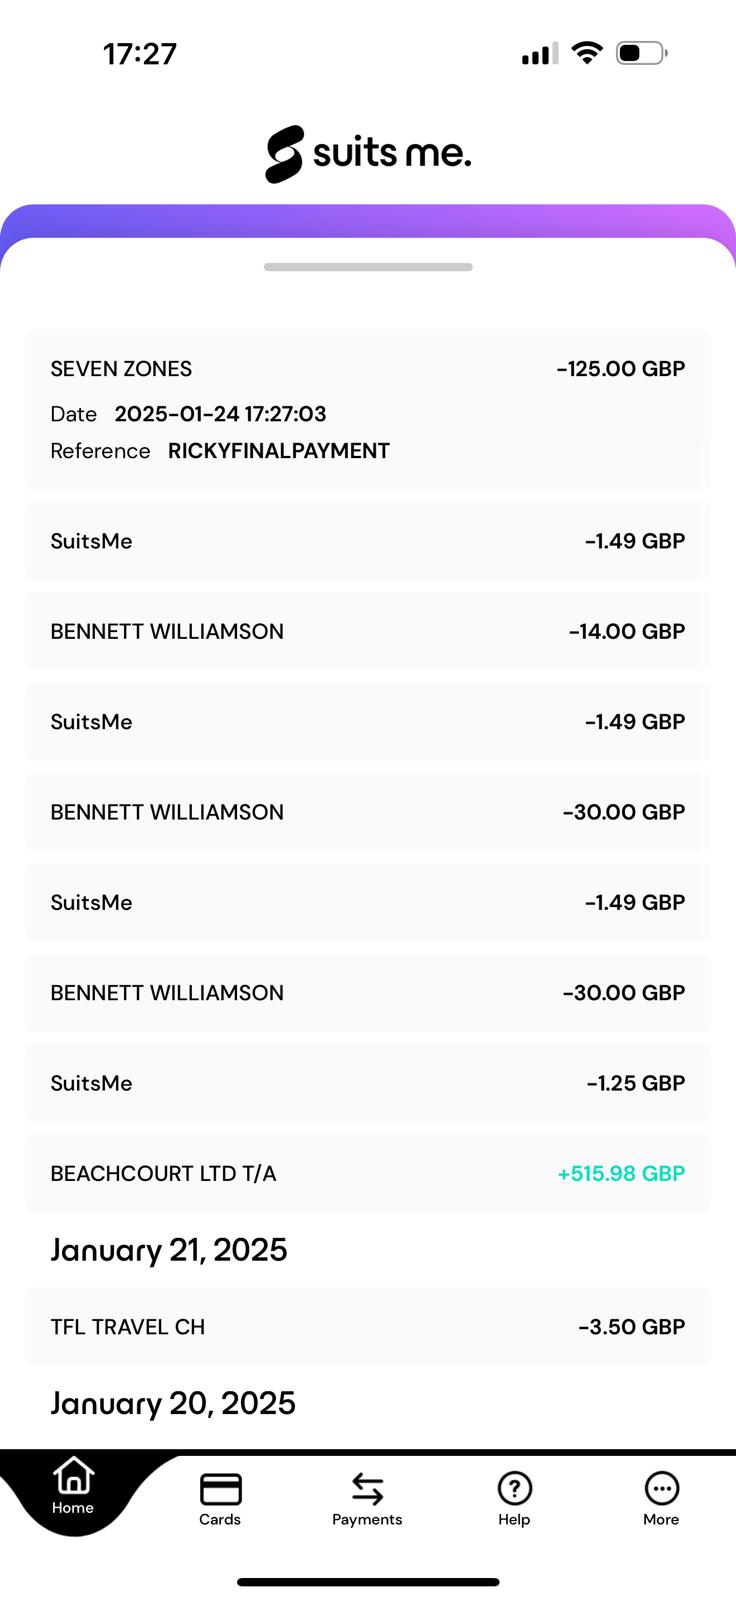 17:27
suits me.
SEVEN ZONES -125.00 GBP
Date 2025-01-24 17:27:03
Reference RICKYFINALPAYMENT
SuitsMe -1.49 GBP
BENNETT WILLIAMSON -14.00 GBP
SuitsMe -1.49 GBP
BENNETT WILLIAMSON -30.00 GBP
SuitsMe -1.49 GBP
BENNETT WILLIAMSON -30.00 GBP
SuitsMe -1.25 GBP
BEACHCOURT LTD T/A +515.98 GBP
January 21, 2025
TFL TRAVEL CH -3.50 GBP
January 20, 2025
Home Cards Payments Help More